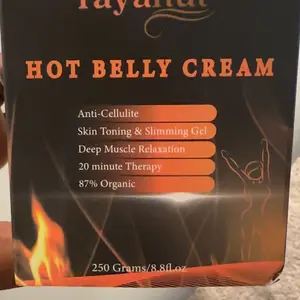 HOT BELLY CREAM
Anti-Cellulite
Skin Toning & Slimming Gel
Deep Muscle Relaxation
20 minute Therapy
87% Organic
250 Grams/8.8fl.oz